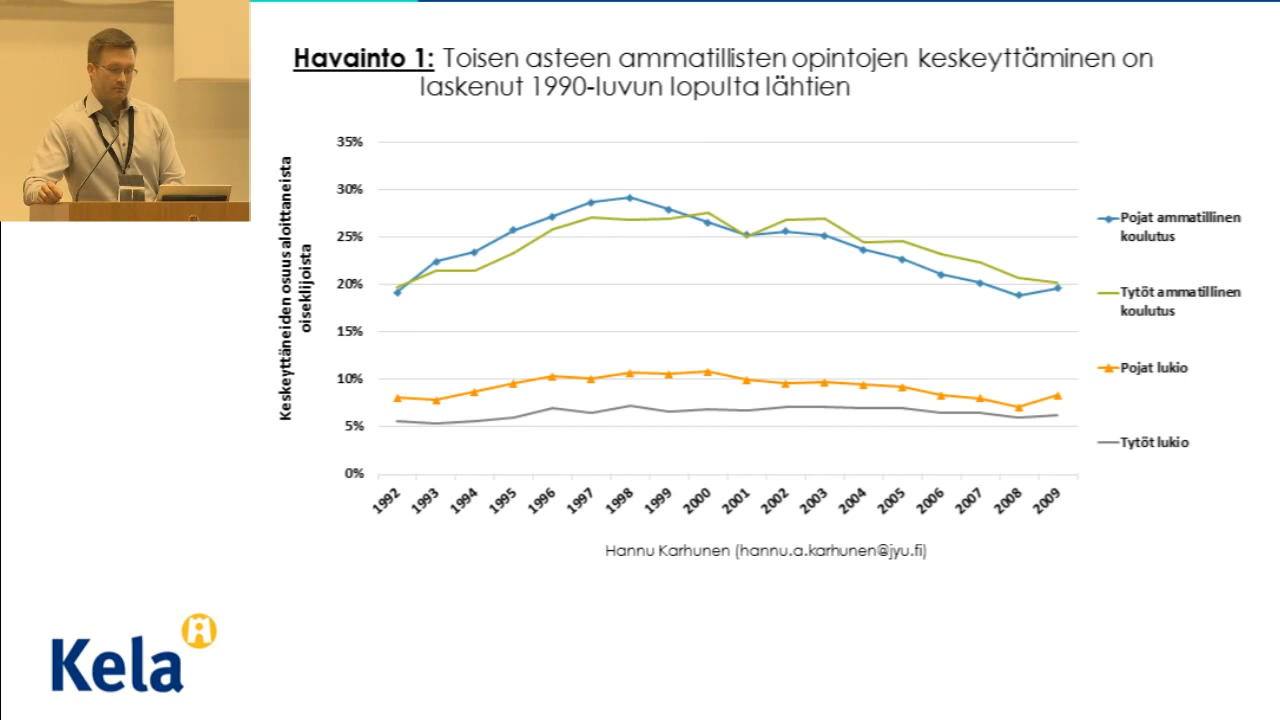 Havainto 1: Toisen asteen ammatillisten opintojen keskeyttäminen on
laskenut 1990-luvun lopulta lähtien
Keskeyttäneiden osuus aloittaneista
oiseklijoista
35%
30%
25%
20%
15%
10%
5%
0%
1992
1993
1994
1995
1996
1997
1998
1999
2000
2001
2002
2003
2004
2005
2006
2007
2008
2009
Pojat ammatillinen
koulutus
Tytöt ammatillinen
koulutus
Pojat lukio
Tytöt lukio
Hannu Karhunen (hannu.a.karhunen@jyu.fi)
Kela